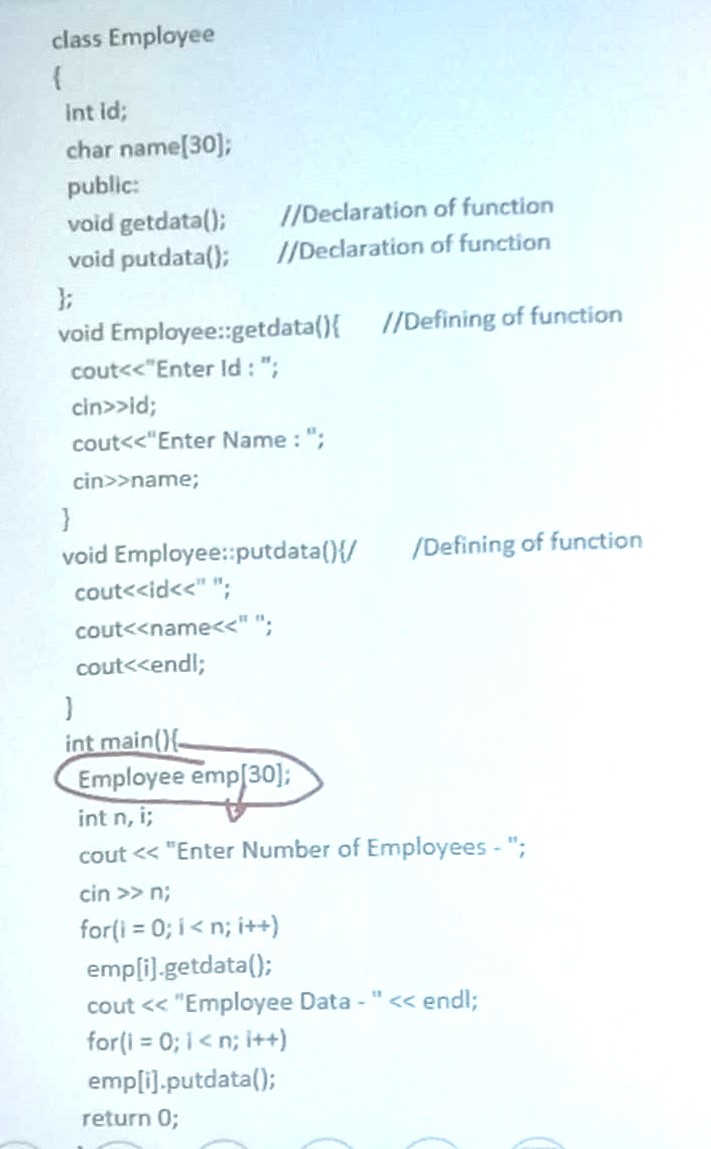 class Employee
{
int id;
char name[30];
public:
void getdata(); //Declaration of function
void putdata(); //Declaration of function
};
void Employee::getdata(){ //Defining of function
cout<<"Enter Id : ";
cin>>id;
cout<<"Enter Name : ";
cin>>name;
}
void Employee::putdata(){/ /Defining of function
cout<<id<<" ";
cout<<name<<" ";
cout<<endl;
}
int main(){
Employee emp[30];
int n, i;
cout << "Enter Number of Employees - ";
cin >> n;
for(i = 0; i < n; i++)
emp[i].getdata();
cout << "Employee Data - " << endl;
for(i = 0; i < n; i++)
emp[i].putdata();
return 0;